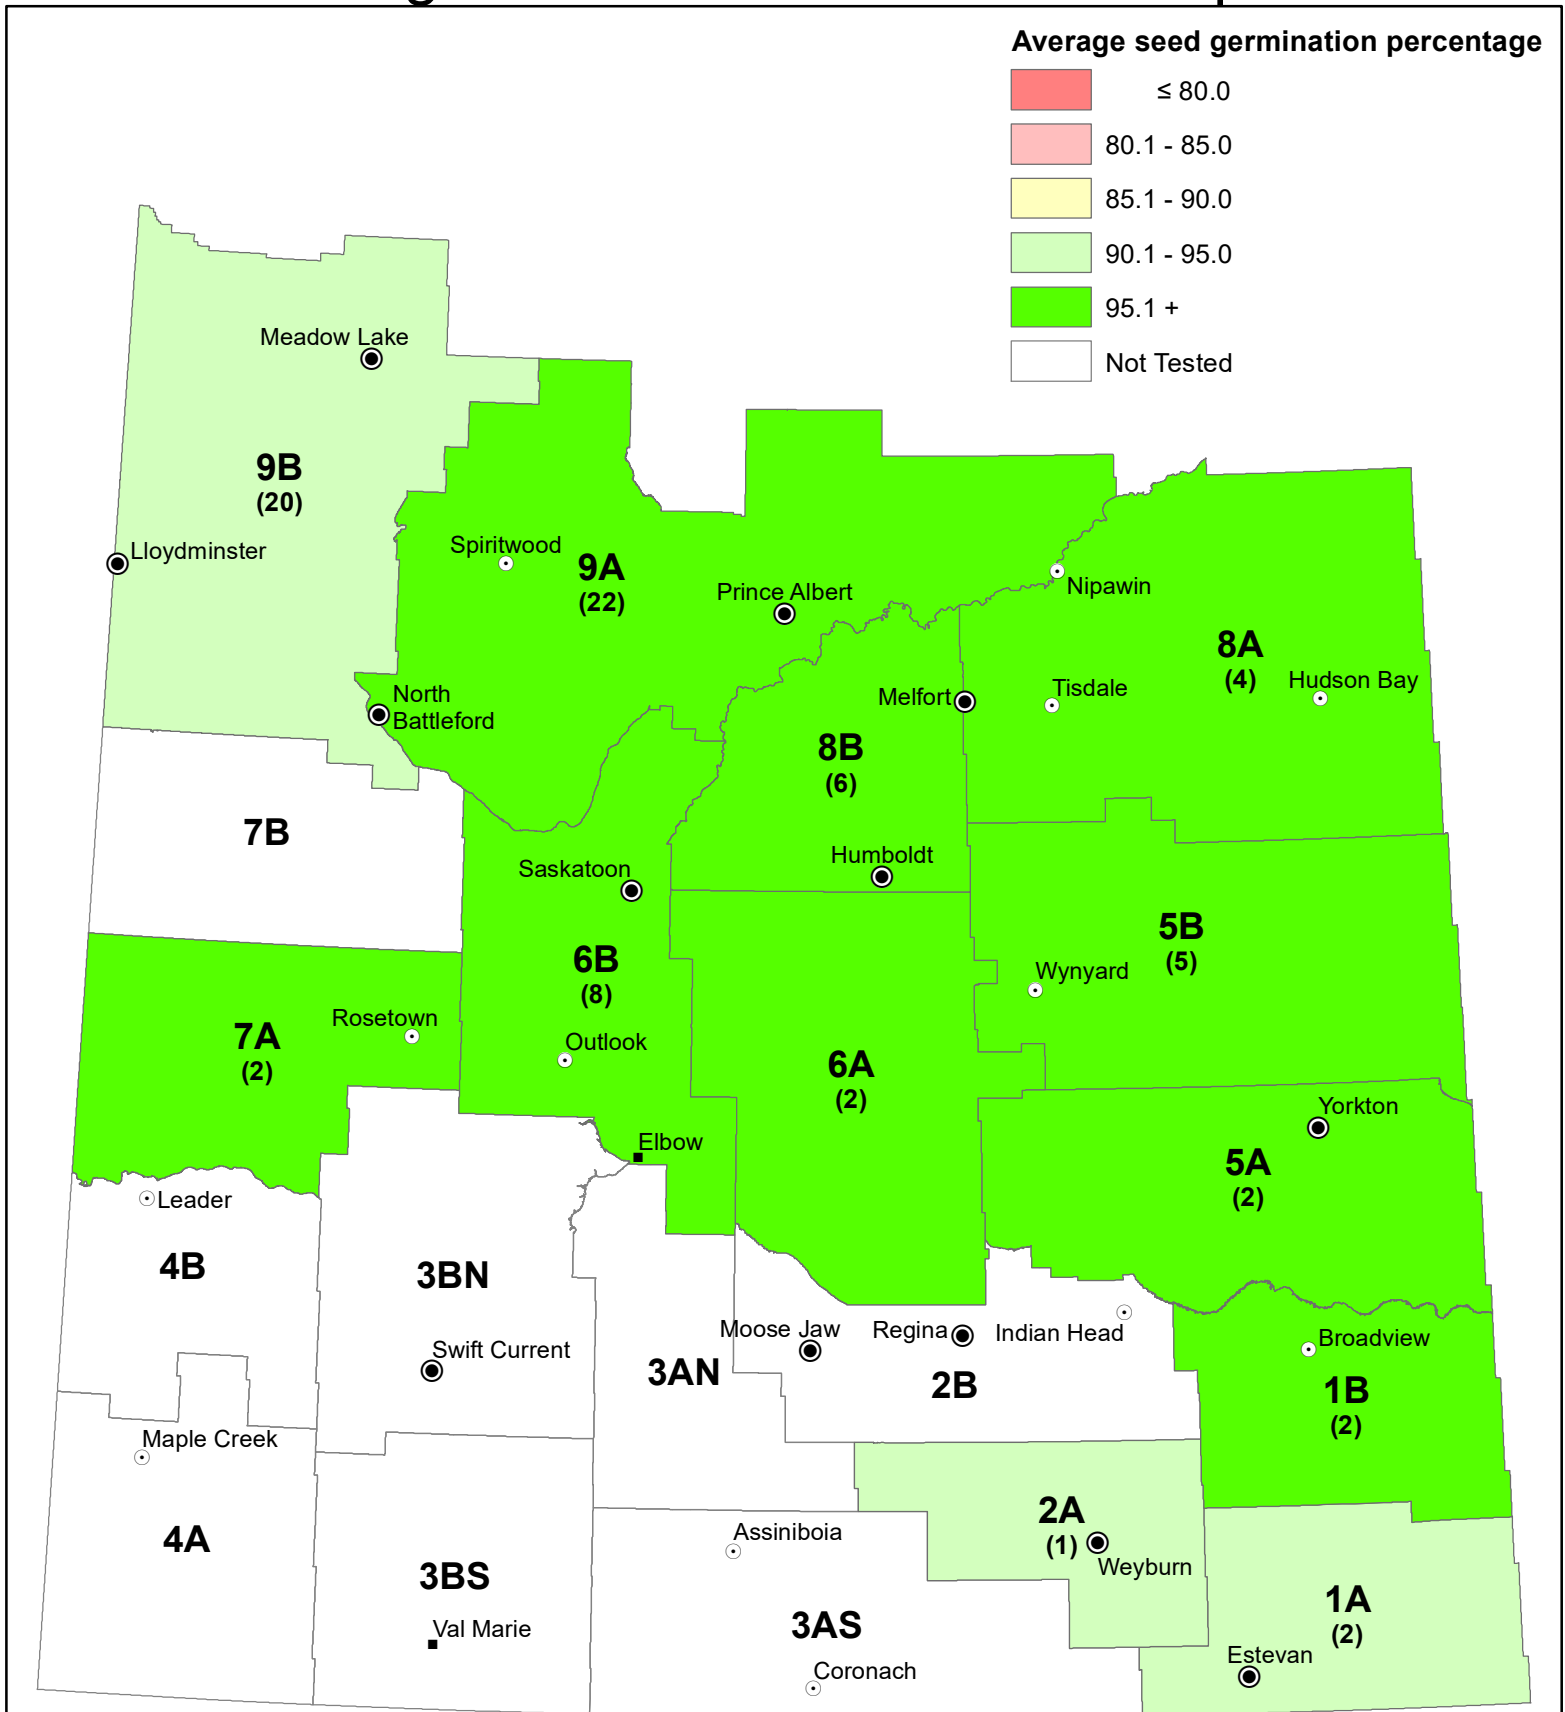 Average seed germination percentage
≤ 80.0
80.1 - 85.0
85.1 - 90.0
90.1 - 95.0
95.1 +
Not Tested
Meadow Lake
9B
(20)
Lloydminster
Spiritwood
9A
(22)
Prince Albert
Nipawin
8A
(4)
Hudson Bay
Tisdale
Melfort
North
Battleford
8B
(6)
7B
Humboldt
Saskatoon
5B
(5)
6B
(8)
Wynyard
Rosetown
7A
(2)
Outlook
6A
(2)
Yorkton
Elbow
5A
(2)
Leader
4B
3BN
Moose Jaw
Regina
Indian Head
Broadview
Swift Current
3AN
2B
1B
(2)
Maple Creek
4A
2A
(1)
Weyburn
Assiniboia
3BS
Val Marie
3AS
1A
(2)
Estevan
Coronach